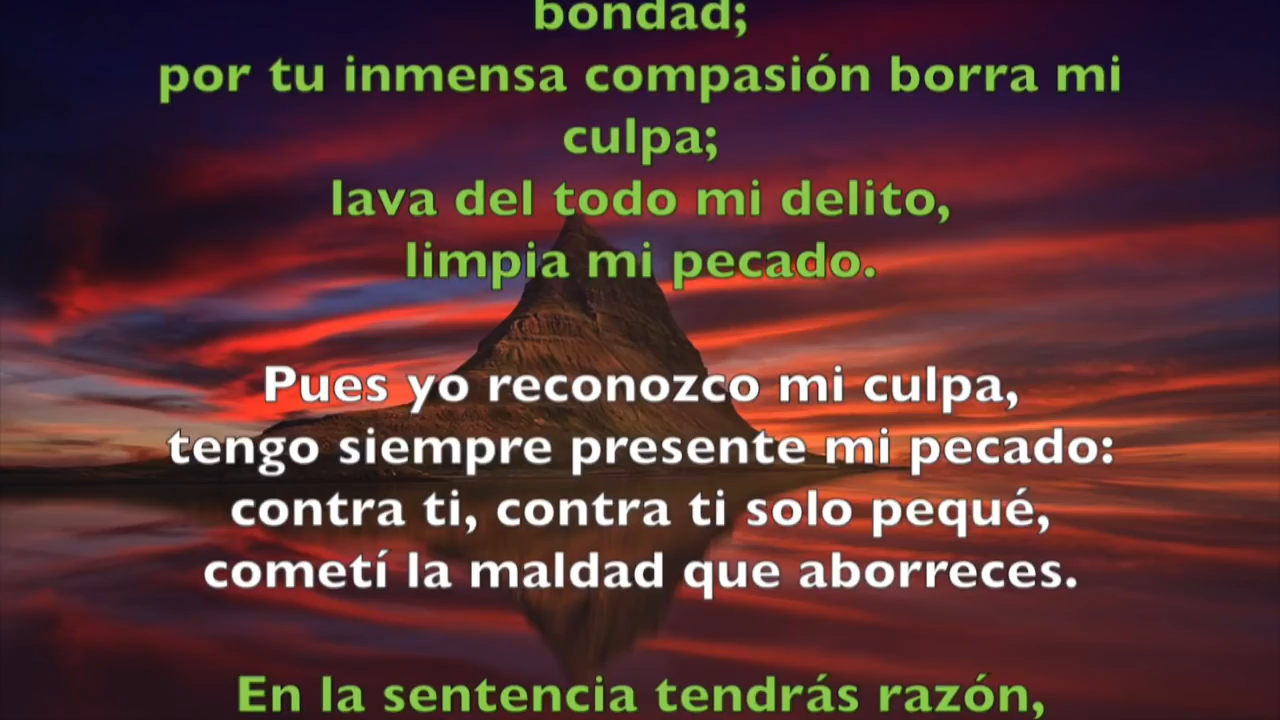 bondad;
por tu inmensa compasión borra mi
culpa;
lava del todo mi delito,
limpia mi pecado.
Pues yo reconozco mi culpa,
tengo siempre presente mi pecado:
contra ti, contra ti solo pequé,
cometí la maldad que aborreces.
En la sentencia tendrás razón,